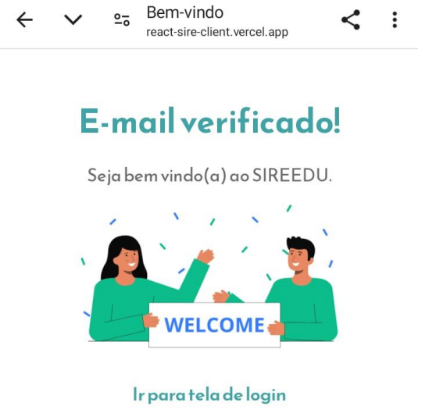 Bem-vindo
react-sire-client.vercel.app
E-mail verificado!
Seja bem vindo(a) ao SIREEDU.
WELCOME
Ir para tela de login